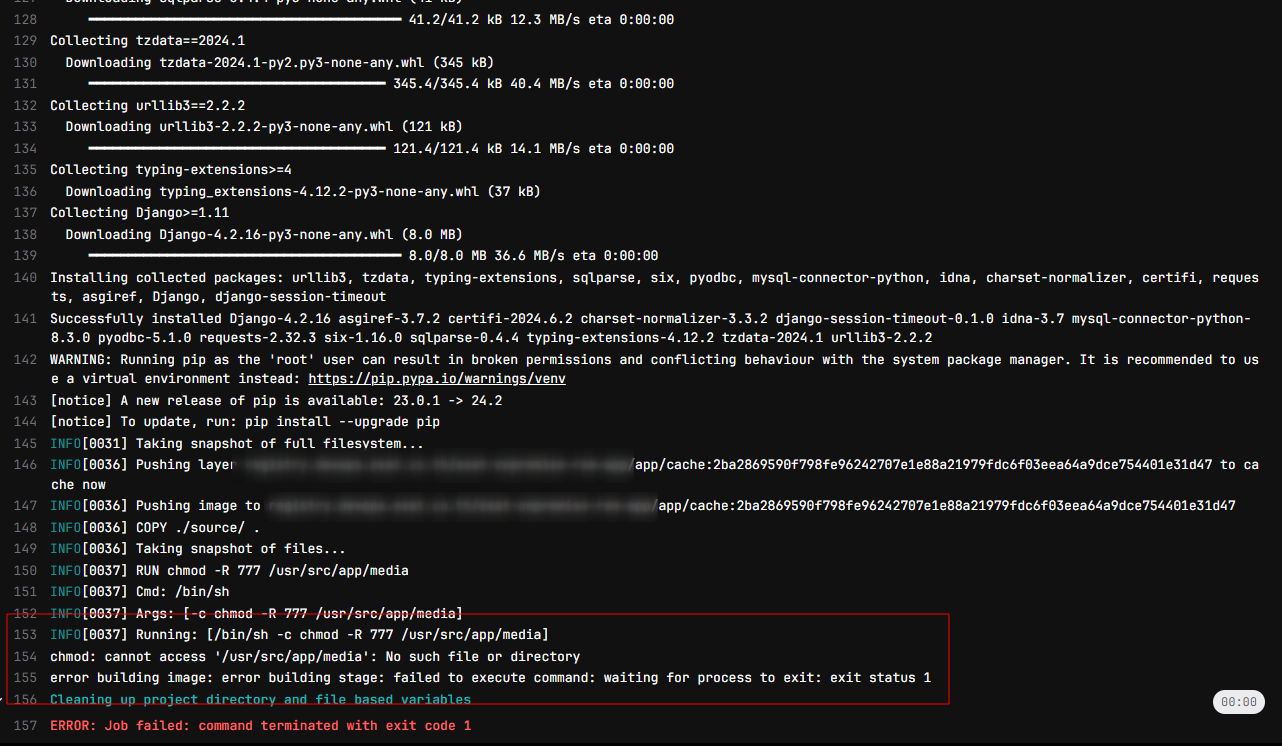 128 41.2/41.2 kB 12.3 MB/s eta 0:00:00
129 Collecting tzdata==2024.1
130 Downloading tzdata-2024.1-py2.py3-none-any.whl (345 kB)
131 345.4/345.4 kB 40.4 MB/s eta 0:00:00
132 Collecting urllib3==2.2.2
133 Downloading urllib3-2.2.2-py3-none-any.whl (121 kB)
134 121.4/121.4 kB 14.1 MB/s eta 0:00:00
135 Collecting typing-extensions>=4
136 Downloading typing_extensions-4.12.2-py3-none-any.whl (37 kB)
137 Collecting Django>=1.11
138 Downloading Django-4.2.16-py3-none-any.whl (8.0 MB)
139 8.0/8.0 MB 36.6 MB/s eta 0:00:00
140 Installing collected packages: urllib3, tzdata, typing-extensions, sqlparse, six, pyodbc, mysql-connector-python, idna, charset-normalizer, certifi, reques
ts, asgiref, Django, django-session-timeout
141 Successfully installed Django-4.2.16 asgiref-3.7.2 certifi-2024.6.2 charset-normalizer-3.3.2 django-session-timeout-0.1.0 idna-3.7 mysql-connector-python-
8.3.0 pyodbc-5.1.0 requests-2.32.3 six-1.16.0 sqlparse-0.4.4 typing-extensions-4.12.2 tzdata-2024.1 urllib3-2.2.2
142 WARNING: Running pip as the 'root' user can result in broken permissions and conflicting behaviour with the system package manager. It is recommended to us
e a virtual environment instead: https://pip.pypa.io/warnings/venv
143 [notice] A new release of pip is available: 23.0.1 -> 24.2
144 [notice] To update, run: pip install --upgrade pip
145 INFO[0031] Taking snapshot of full filesystem...
146 INFO[0036] Pushing layer /app/cache:2ba2869590f798fe96242707e1e88a21979fdc6f03eea64a9dce754401e31d47 to ca
che now
147 INFO[0036] Pushing image to /app/cache:2ba2869590f798fe96242707e1e88a21979fdc6f03eea64a9dce754401e31d47
148 INFO[0036] COPY ./source/ .
149 INFO[0036] Taking snapshot of files...
150 INFO[0037] RUN chmod -R 777 /usr/src/app/media
151 INFO[0037] Cmd: /bin/sh
152 INFO[0037] Args: [-c chmod -R 777 /usr/src/app/media]
153 INFO[0037] Running: [/bin/sh -c chmod -R 777 /usr/src/app/media]
154 chmod: cannot access '/usr/src/app/media': No such file or directory
155 error building image: error building stage: failed to execute command: waiting for process to exit: exit status 1
156 Cleaning up project directory and file based variables 00:00
157 ERROR: Job failed: command terminated with exit code 1